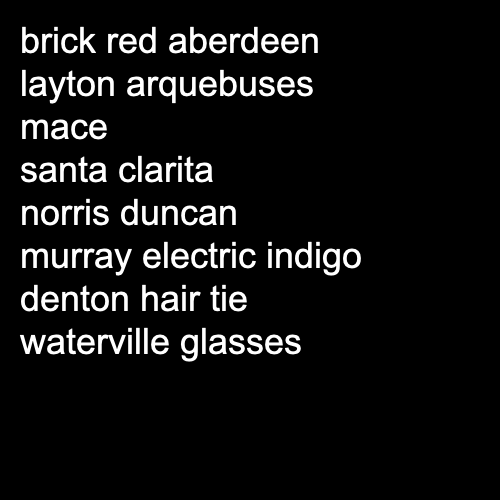 brick red aberdeen
layton arquebuses
mace
santa clarita
norris duncan
murray electric indigo
denton hair tie
waterville glasses